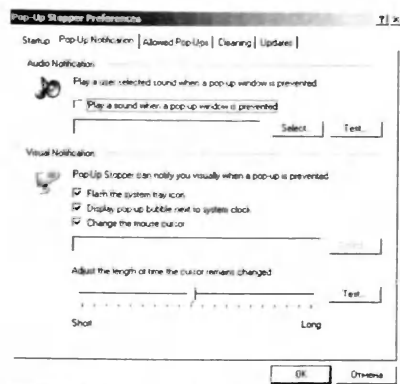 Pop-Up Stopper Preferences
Startup Pop-Up Notification Allowed Pop-Ups Cleaning Updates
Audio Notification
Play a user selected sound when a pop-up window is prevented
Play a sound when a pop-up window is prevented
Select... Test...
Visual Notification
Pop-Up Stopper can notify you visually when a pop-up is prevented
Flash the system tray icon
Display pop-up bubble next to system clock
Change the mouse cursor
Adjust the length of time the cursor remains changed
Test...
Short Long
OK Отмена